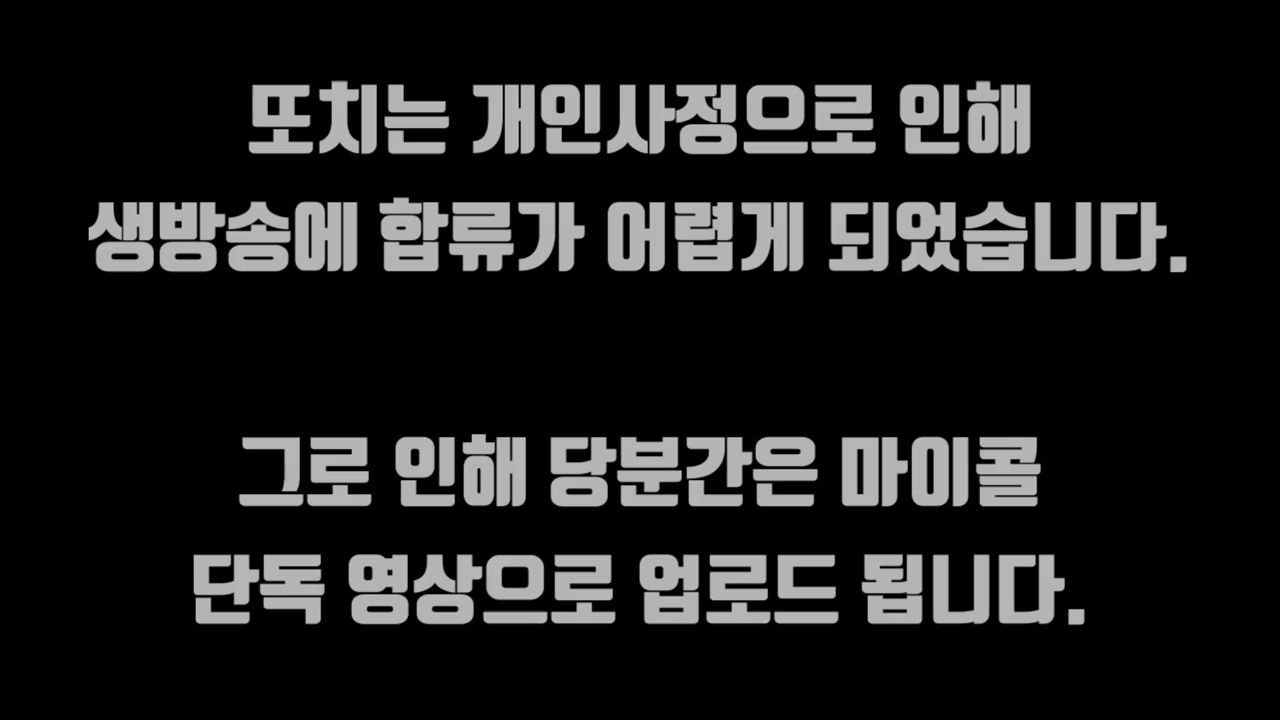 또치는 개인사정으로 인해
생방송에 합류가 어렵게 되었습니다.
그로 인해 당분간은 마이콜
단독 영상으로 업로드 됩니다.